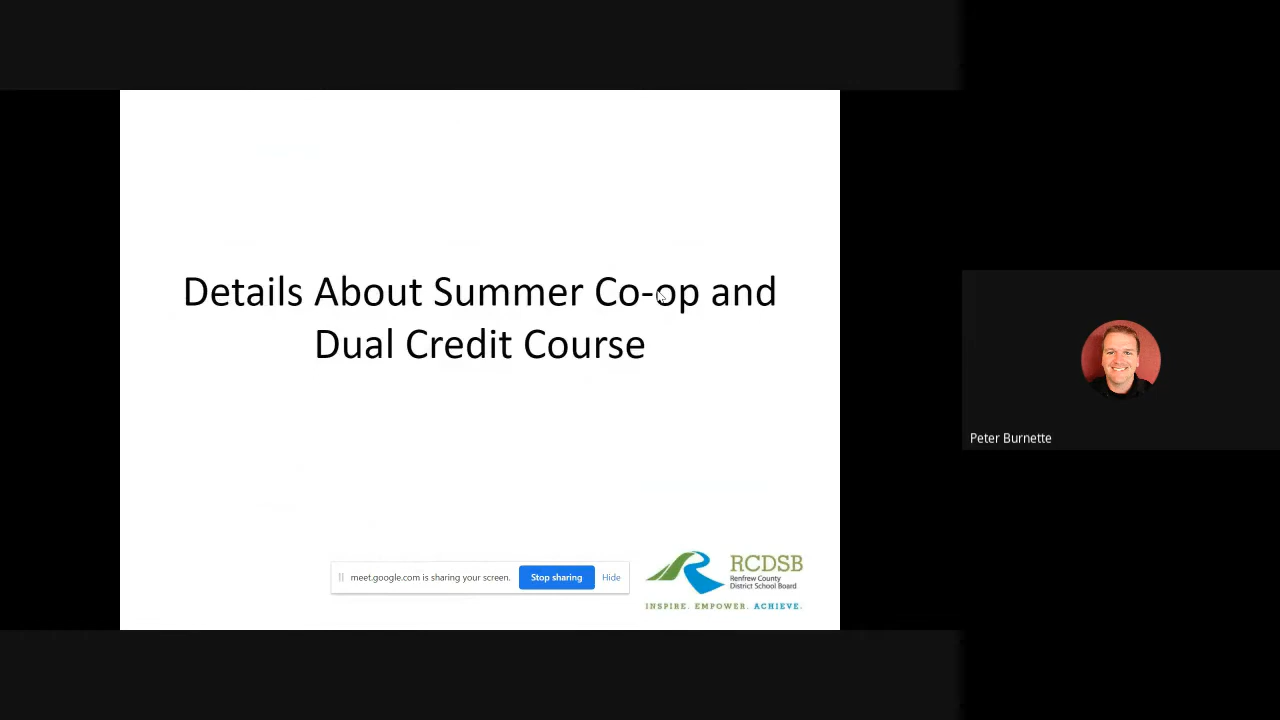 Details About Summer Co-op and
Dual Credit Course
Peter Burnette
meet.google.com is sharing your screen.
Stop sharing
Hide
RCDSB
Renfrew County
District School Board
INSPIRE. EMPOWER. ACHIEVE.